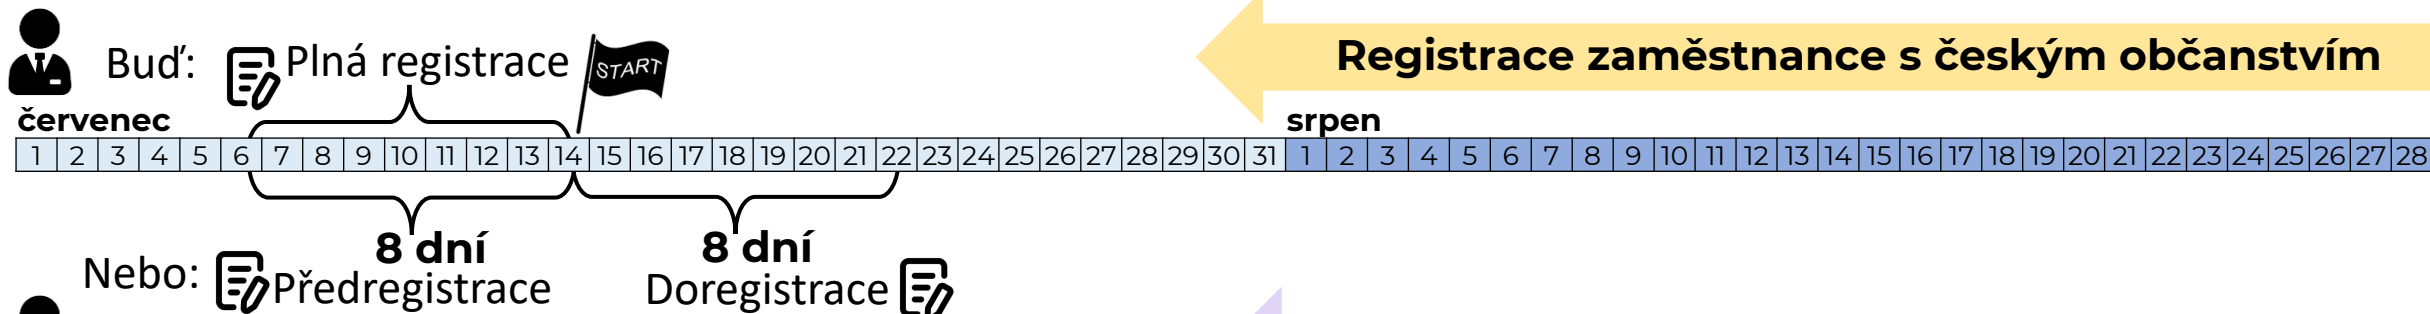 Registrace zaměstnance s českým občanstvím
Buď: Plná registrace START
červenec srpen
1 2 3 4 5 6 7 8 9 10 11 12 13 14 15 16 17 18 19 20 21 22 23 24 25 26 27 28 29 30 31 1 2 3 4 5 6 7 8 9 10 11 12 13 14 15 16 17 18 19 20 21 22 23 24 25 26 27 28
8 dní 8 dní
Nebo: Předregistrace Doregistrace